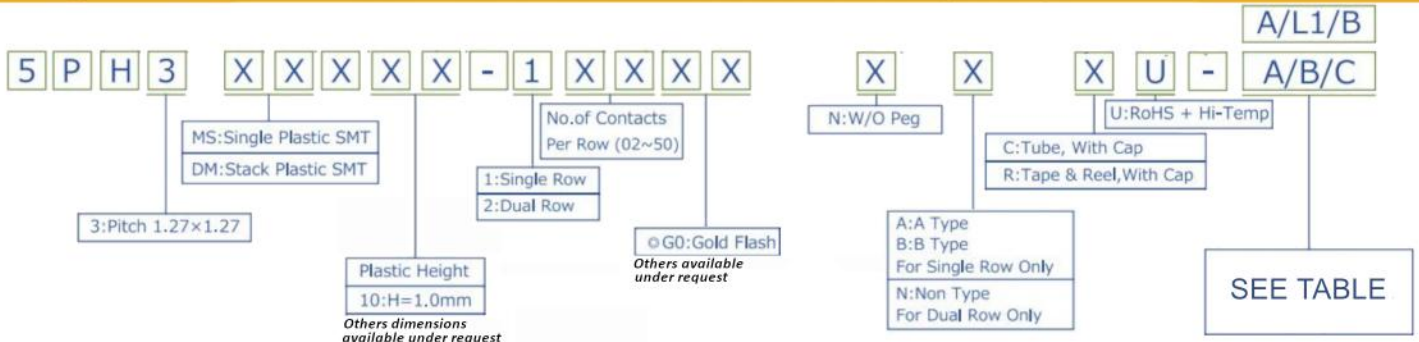 A/L1/B
5 P H 3 X X X X X - 1 X X X X X X X U - A/B/C
MS:Single Plastic SMT
DM:Stack Plastic SMT
No.of Contacts
Per Row (02~50)
N:W/O Peg
U:RoHS + Hi-Temp
C:Tube, With Cap
R:Tape & Reel,With Cap
1:Single Row
2:Dual Row
3:Pitch 1.27×1.27
◎G0:Gold Flash
Others available
under request
A:A Type
B:B Type
For Single Row Only
N:Non Type
For Dual Row Only
Plastic Height
10:H=1.0mm
Others dimensions
available under request
SEE TABLE